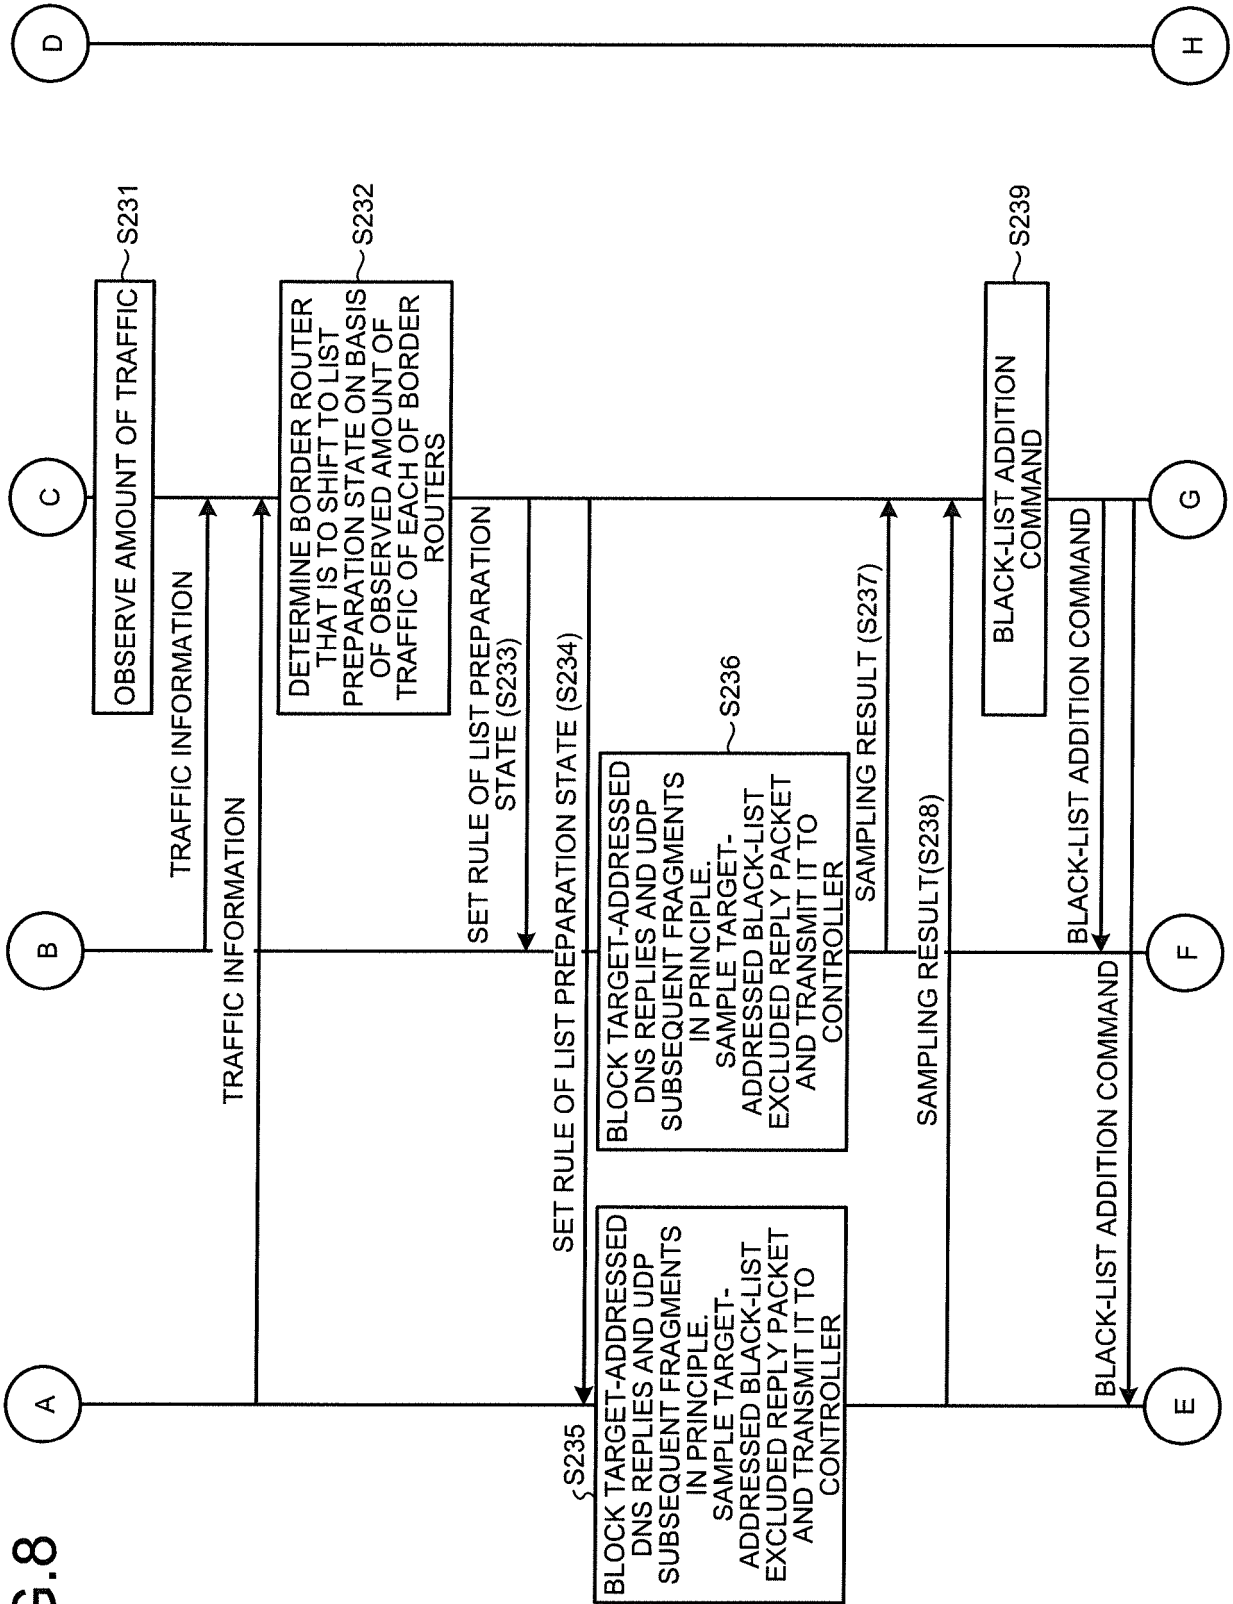 G.8
A
B
C
D
OBSERVE AMOUNT OF TRAFFIC
S231
TRAFFIC INFORMATION
TRAFFIC INFORMATION
DETERMINE BORDER ROUTER
THAT IS TO SHIFT TO LIST
PREPARATION STATE ON BASIS
OF OBSERVED AMOUNT OF
TRAFFIC OF EACH OF BORDER
ROUTERS
S232
SET RULE OF LIST PREPARATION
STATE (S233)
SET RULE OF LIST PREPARATION STATE (S234)
S235
BLOCK TARGET-ADDRESSED
DNS REPLIES AND UDP
SUBSEQUENT FRAGMENTS
IN PRINCIPLE.
SAMPLE TARGET-
ADDRESSED BLACK-LIST
EXCLUDED REPLY PACKET
AND TRANSMIT IT TO
CONTROLLER
BLOCK TARGET-ADDRESSED
DNS REPLIES AND UDP
SUBSEQUENT FRAGMENTS
IN PRINCIPLE.
SAMPLE TARGET-
ADDRESSED BLACK-LIST
EXCLUDED REPLY PACKET
AND TRANSMIT IT TO
CONTROLLER
S236
SAMPLING RESULT (S237)
SAMPLING RESULT(S238)
BLACK-LIST ADDITION
COMMAND
S239
BLACK-LIST ADDITION COMMAND
BLACK-LIST ADDITION COMMAND
E
F
G
H